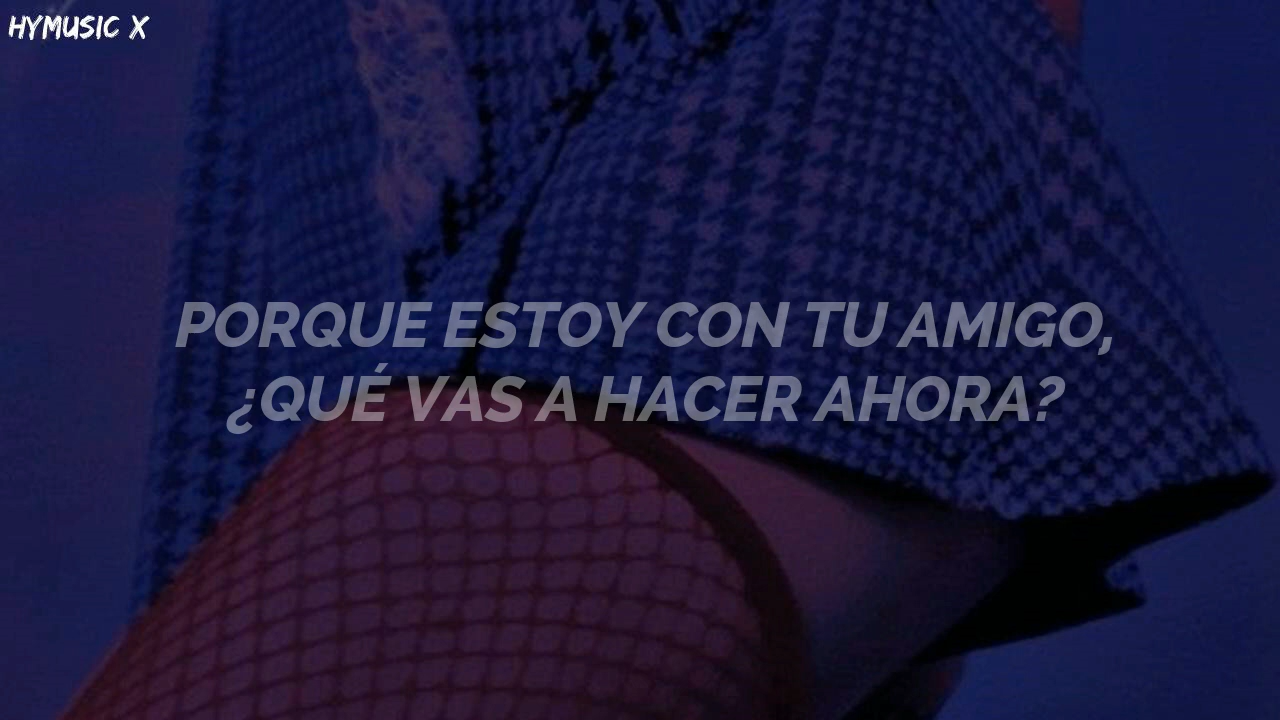 HYMUSIC X
PORQUE ESTOY CON TU AMIGO,
¿QUÉ VAS A HACER AHORA?